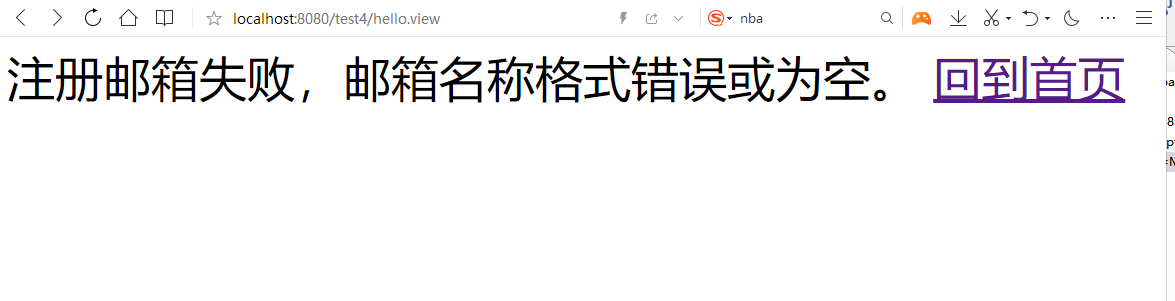 localhost:8080/test4/hello.view nba
注册邮箱失败，邮箱名称格式错误或为空。 回到首页